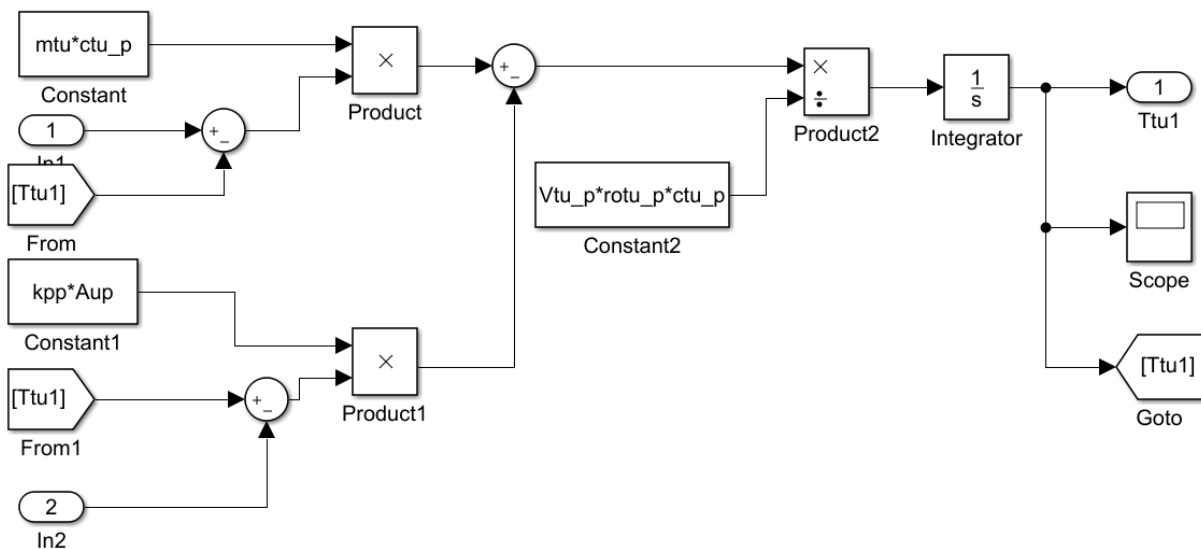 mtu*ctu_p
Constant
1
In1
[Ttu1]
From
kpp*Aup
Constant1
[Ttu1]
From1
2
In2
+
−
+
−
×
Product
×
Product1
+
−
Vtu_p*rotu_p*ctu_p
Constant2
×
÷
Product2
1
s
Integrator
1
Ttu1
Scope
[Ttu1]
Goto